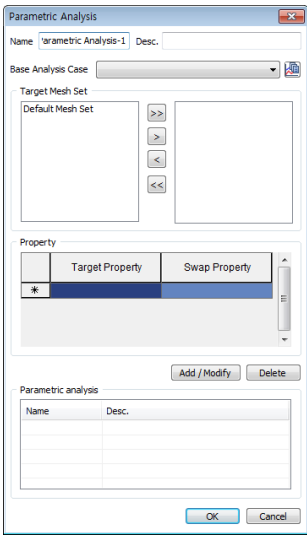 Parametric Analysis
Name 'arametric Analysis-1 Desc.
Base Analysis Case
Target Mesh Set
Default Mesh Set
>>
>
<
<<
Property
Target Property Swap Property
*
Add / Modify Delete
Parametric analysis
Name Desc.
OK Cancel